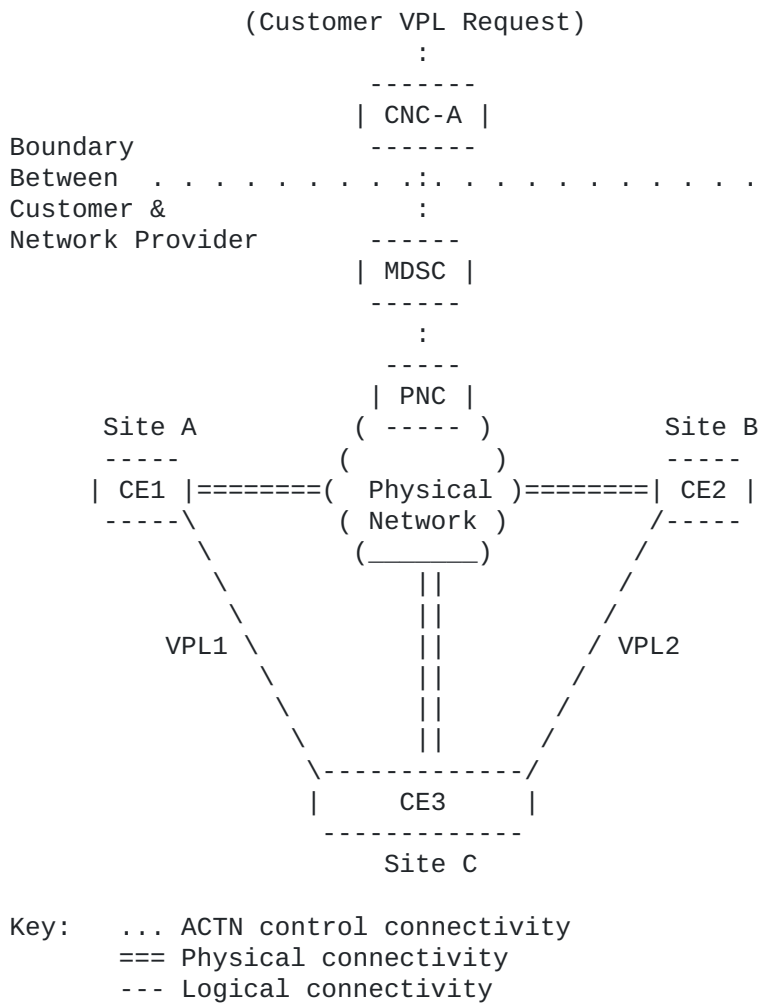 (Customer VPL Request)
:
-------
| CNC-A |
Boundary           -------
Between  . . . . . . . . .:. . . . . . . . . . .
Customer &                :
Network Provider       ------
| MDSC |
------
:
-----
| PNC |
Site A          ( ----- )           Site B
-----          (         )          -----
| CE1 |========(  Physical )========| CE2 |
-----\         ( Network )         /-----
\         (_______)         /
\            ||            /
\           ||           /
VPL1 \          ||         / VPL2
\         ||        /
\        ||       /
\       ||      /
\-------------/
|     CE3      |
-------------
Site C
Key:   ... ACTN control connectivity
=== Physical connectivity
--- Logical connectivity